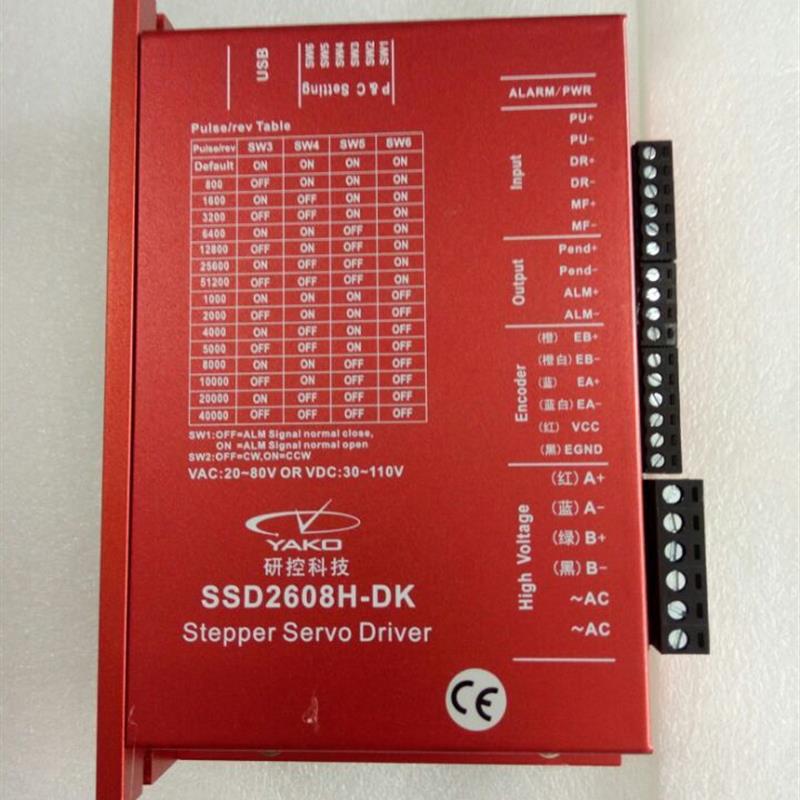 USB
SW6
SW5
SW4
SW3
SW2
SW1
P & C Setting
Pulse/rev Table
Pulse/rev SW3 SW4 SW5 SW6
Default ON ON ON ON
800 OFF ON ON ON
1600 ON OFF ON ON
3200 OFF OFF ON ON
6400 ON ON OFF ON
12800 OFF ON OFF ON
25600 ON OFF OFF ON
51200 OFF OFF OFF ON
1000 ON ON ON OFF
2000 OFF ON ON OFF
4000 ON OFF ON OFF
5000 OFF OFF ON OFF
8000 ON ON OFF OFF
10000 OFF ON OFF OFF
20000 ON OFF OFF OFF
40000 OFF OFF OFF OFF
SW1:OFF=ALM Signal normal close,
ON =ALM Signal normal open
SW2:OFF=CW,ON=CCW
VAC:20~80V OR VDC:30~110V
YAKO
研控科技
SSD2608H-DK
Stepper Servo Driver
CE
ALARM/PWR
Input
PU+
PU-
DR+
DR-
MF+
MF-
Output
Pend+
Pend-
ALM+
ALM-
Encoder
(橙) EB+
(橙白) EB-
(蓝) EA+
(蓝白) EA-
(红) VCC
(黑) EGND
High Voltage
(红) A+
(蓝) A-
(绿) B+
(黑) B-
~AC
~AC